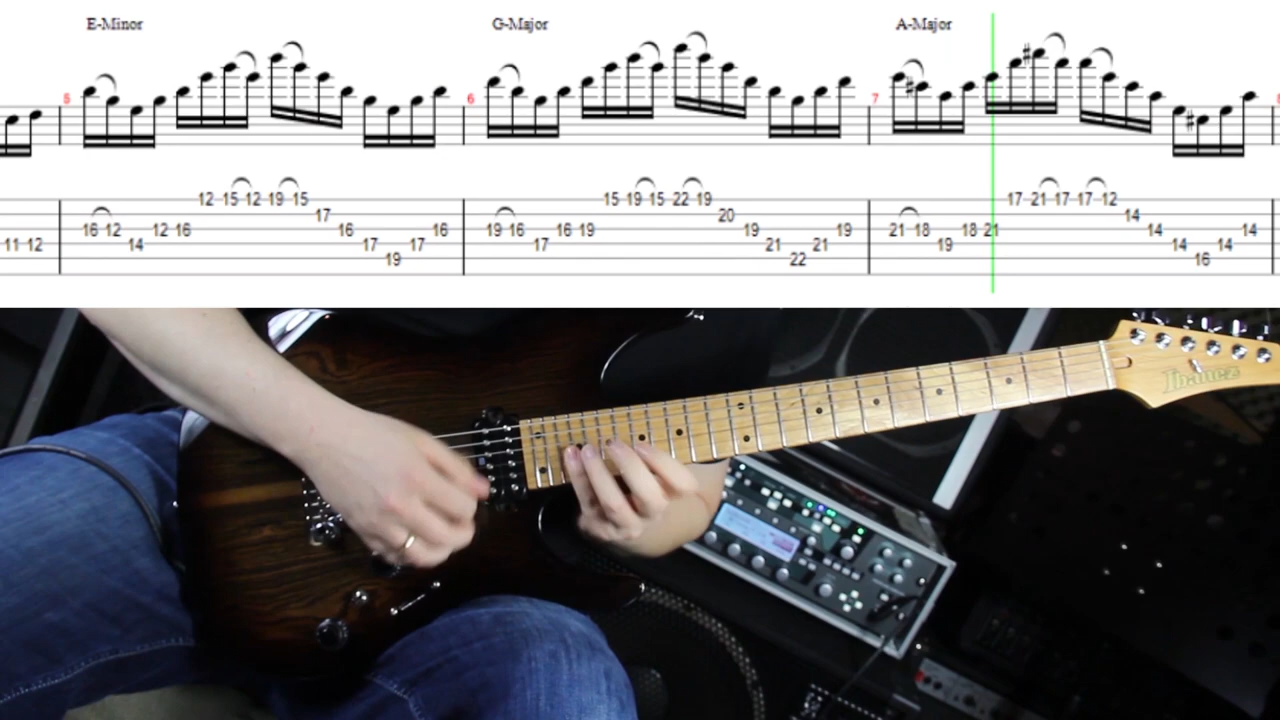 E-Minor G-Major A-Major
5 6 7
12 15 12 19 15 15 19 15 22 19 17 21 17 17 12
17 20 14
16 12 12 16 16 19 16 16 19 19 21 18 18 21 14 14
11 12 14 17 17 17 21 21 19 14 14
19 22 16
Ibanez